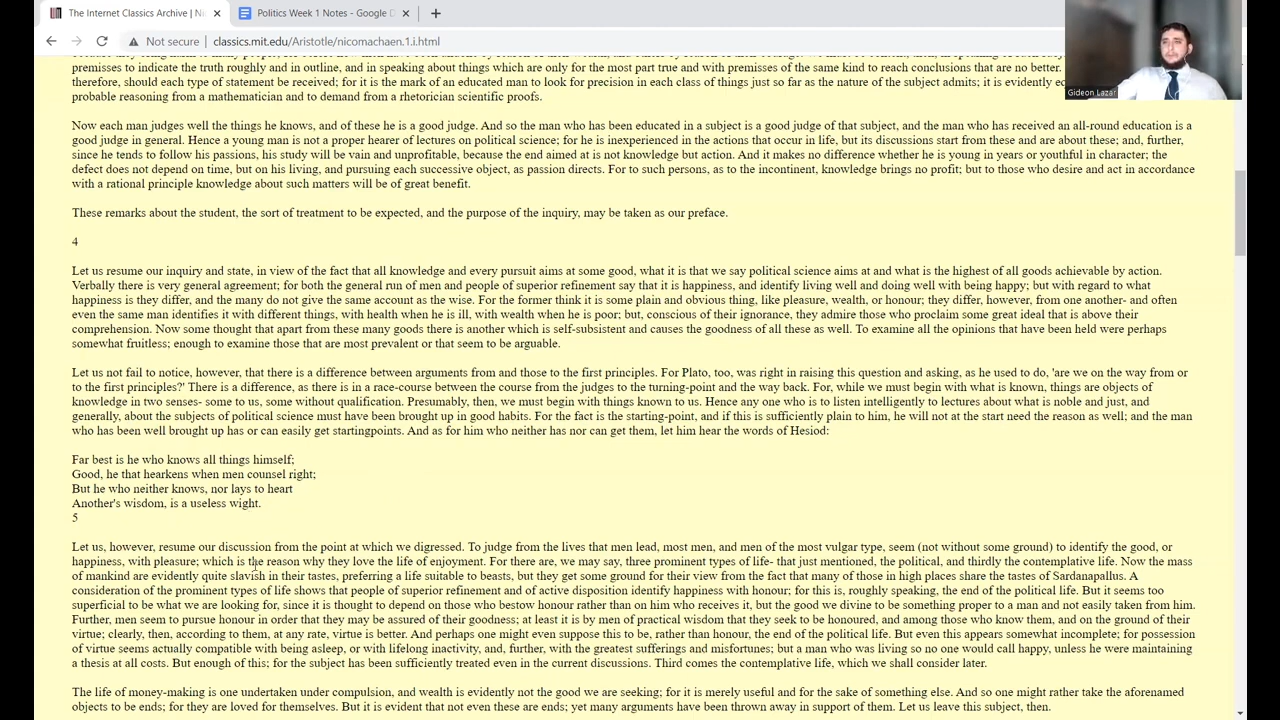 The Internet Classics Archive | Ni
Politics Week 1 Notes - Google D
Not secure
classics.mit.edu/Aristotle/nicomachaen.1.i.html
Gideon Lazar
premises to indicate the truth roughly and in outline, and in speaking about things which are only for the most part true and with premises of the same kind to reach conclusions that are no better.
therefore, should each type of statement be received; for it is the mark of an educated man to look for precision in each class of things just so far as the nature of the subject admits; it is evidently
probable reasoning from a mathematician and to demand from a rhetorician scientific proofs.
Now each man judges well the things he knows, and of these he is a good judge. And so the man who has been educated in a subject is a good judge of that subject, and the man who has received an all-round education is a
good judge in general. Hence a young man is not a proper hearer of lectures on political science; for he is inexperienced in the actions that occur in life, but its discussions start from these and are about these; and, further,
since he tends to follow his passions, his study will be vain and unprofitable, because the end aimed at is not knowledge but action. And it makes no difference whether he is young in years or youthful in character; the
defect does not depend on time, but on his living, and pursuing each successive object, as passion directs. For to such persons, as to the incontinent, knowledge brings no profit; but to those who desire and act in accordance
with a rational principle knowledge about such matters will be of great benefit.
These remarks about the student, the sort of treatment to be expected, and the purpose of the inquiry, may be taken as our preface.
4
Let us resume our inquiry and state, in view of the fact that all knowledge and every pursuit aims at some good, what it is that we say political science aims at and what is the highest of all goods achievable by action.
Verbally there is very general agreement; for both the general run of men and people of superior refinement say that it is happiness, and identify living well and doing well with being happy; but with regard to what
happiness is they differ, and the many do not give the same account as the wise. For the former think it is some plain and obvious thing, like pleasure, wealth, or honour; they differ, however, from one another- and often
even the same man identifies it with different things, with health when he is ill, with wealth when he is poor; but, conscious of their ignorance, they admire those who proclaim some great ideal that is above their
comprehension. Now some thought that apart from these many goods there is another which is self-subsistent and causes the goodness of all these as well. To examine all the opinions that have been held were perhaps
somewhat fruitless; enough to examine those that are most prevalent or that seem to be arguable.
Let us not fail to notice, however, that there is a difference between arguments from and those to the first principles. For Plato, too, was right in raising this question and asking, as he used to do, 'are we on the way from or
to the first principles?' There is a difference, as there is in a race-course between the course from the judges to the turning-point and the way back. For, while we must begin with what is known, things are objects of
knowledge in two senses- some to us, some without qualification. Presumably, then, we must begin with things known to us. Hence any one who is to listen intelligently to lectures about what is noble and just, and
generally, about the subjects of political science must have been brought up in good habits. For the fact is the starting-point, and if this is sufficiently plain to him, he will not at the start need the reason as well; and the man
who has been well brought up has or can easily get startingpoints. And as for him who neither has nor can get them, let him hear the words of Hesiod:
Far best is he who knows all things himself;
Good, he that hearkens when men counsel right;
But he who neither knows, nor lays to heart
Another's wisdom, is a useless wight.
5
Let us, however, resume our discussion from the point at which we digressed. To judge from the lives that men lead, most men, and men of the most vulgar type, seem (not without some ground) to identify the good, or
happiness, with pleasure; which is the reason why they love the life of enjoyment. For there are, we may say, three prominent types of life- that just mentioned, the political, and thirdly the contemplative life. Now the mass
of mankind are evidently quite slavish in their tastes, preferring a life suitable to beasts, but they get some ground for their view from the fact that many of those in high places share the tastes of Sardanapallus. A
consideration of the prominent types of life shows that people of superior refinement and of active disposition identify happiness with honour; for this is, roughly speaking, the end of the political life. But it seems too
superficial to be what we are looking for, since it is thought to depend on those who bestow honour rather than on him who receives it, but the good we divine to be something proper to a man and not easily taken from him.
Further, men seem to pursue honour in order that they may be assured of their goodness; at least it is by men of practical wisdom that they seek to be honoured, and among those who know them, and on the ground of their
virtue; clearly, then, according to them, at any rate, virtue is better. And perhaps one might even suppose this to be, rather than honour, the end of the political life. But even this appears somewhat incomplete; for possession
of virtue seems actually compatible with being asleep, or with lifelong inactivity, and, further, with the greatest sufferings and misfortunes; but a man who was living so no one would call happy, unless he were maintaining
a thesis at all costs. But enough of this; for the subject has been sufficiently treated even in the current discussions. Third comes the contemplative life, which we shall consider later.
The life of money-making is one undertaken under compulsion, and wealth is evidently not the good we are seeking; for it is merely useful and for the sake of something else. And so one might rather take the aforenamed
objects to be ends; for they are loved for themselves. But it is evident that not even these are ends; yet many arguments have been thrown away in support of them. Let us leave this subject, then.